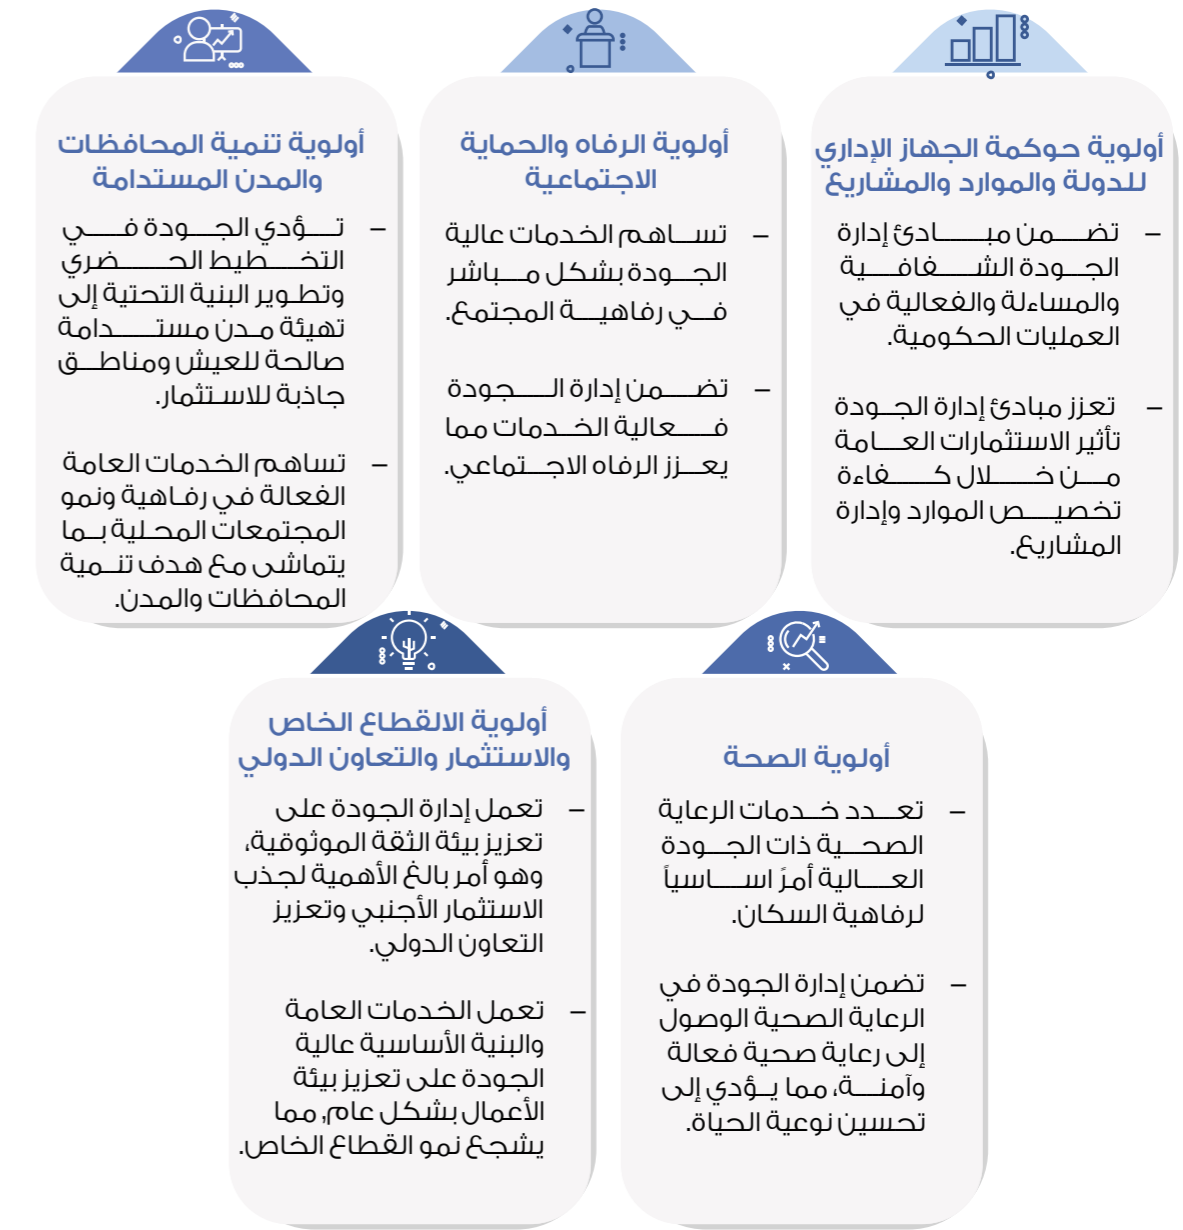 أولوية حوكمة الجهاز الإداري
للدولة والموارد والمشاريع
– تضمن مبادئ إدارة
الجودة الشفافية
والمساءلة والفعالية في
العمليات الحكومية.
– تعزز مبادئ إدارة الجودة
تأثير الاستثمارات العامة
من خلال كفاءة
تخصيص الموارد وإدارة
المشاريع.
أولوية الرفاه والحماية
الاجتماعية
– تساهم الخدمات عالية
الجودة بشكل مباشر
في رفاهية المجتمع.
– تضمن إدارة الجودة
فعالية الخدمات مما
يعزز الرفاه الاجتماعي.
أولوية تنمية المحافظات
والمدن المستدامة
– تؤدي الجودة في
التخطيط الحضري
وتطوير البنية التحتية إلى
تهيئة مدن مستدامة
صالحة للعيش ومناطق
جاذبة للاستثمار.
– تساهم الخدمات العامة
الفعالة في رفاهية ونمو
المجتمعات المحلية بما
يتماشى مع هدف تنمية
المحافظات والمدن.
أولوية الصحة
– تعدد خدمات الرعاية
الصحية ذات الجودة
العالية أمرً اساسياً
لرفاهية السكان.
– تضمن إدارة الجودة في
الرعاية الصحية الوصول
إلى رعاية صحية فعالة
وآمنة، مما يؤدي إلى
تحسين نوعية الحياة.
أولوية الالقطاع الخاص
والاستثمار والتعاون الدولي
– تعمل إدارة الجودة على
تعزيز بيئة الثقة الموثوقية،
وهو أمر بالغ الأهمية لجذب
الاستثمار الأجنبي وتعزيز
التعاون الدولي.
– تعمل الخدمات العامة
والبنية الأساسية عالية
الجودة على تعزيز بيئة
الأعمال بشكل عام, مما
يشجع نمو القطاع الخاص.